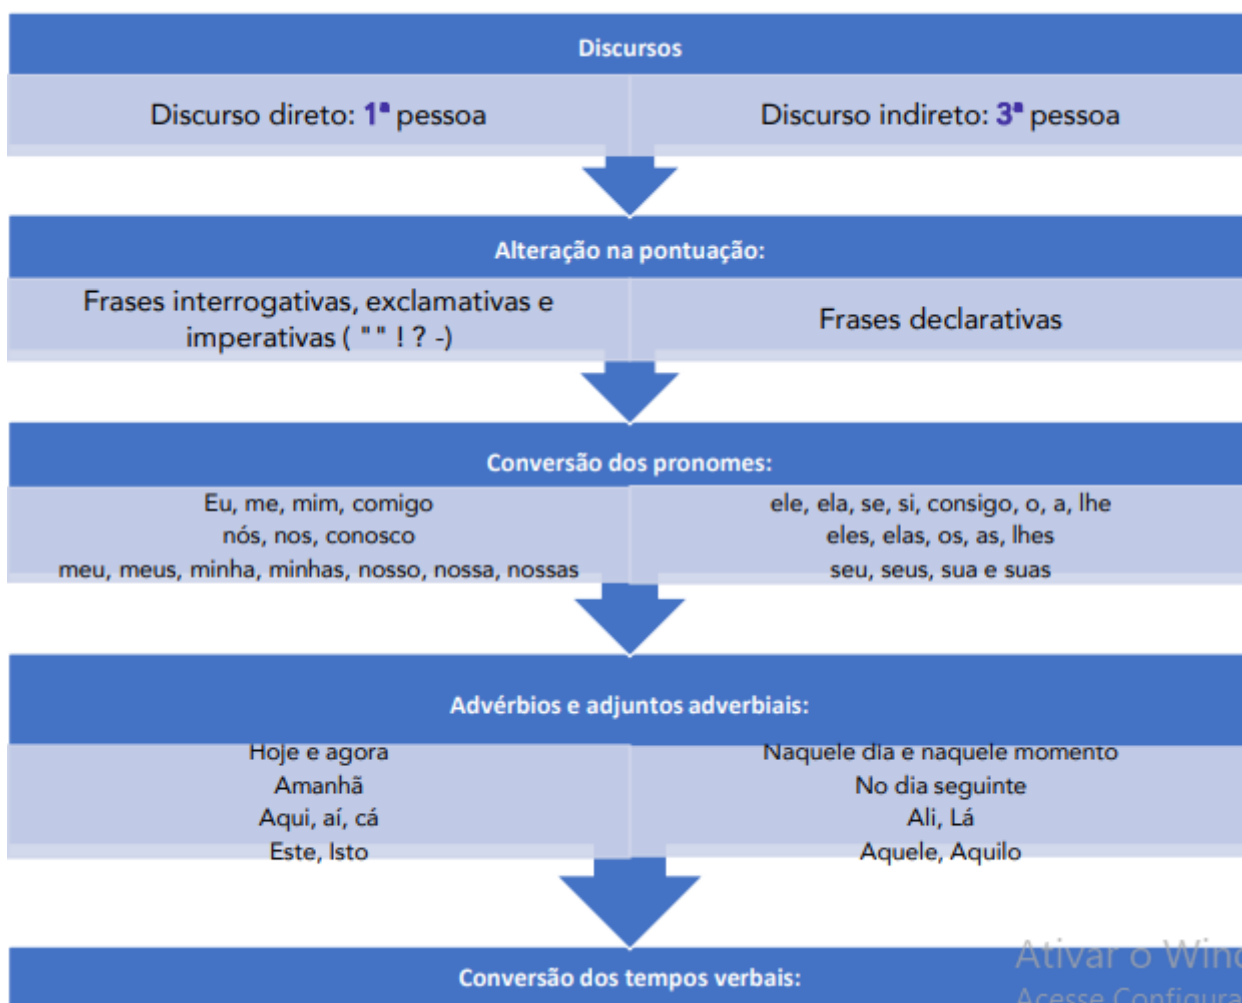 Discursos
Discurso direto: 1ª pessoa
Discurso indireto: 3ª pessoa
Alteração na pontuação:
Frases interrogativas, exclamativas e
imperativas ( " " ! ? -)
Frases declarativas
Conversão dos pronomes:
Eu, me, mim, comigo
nós, nos, conosco
meu, meus, minha, minhas, nosso, nossa, nossas
ele, ela, se, si, consigo, o, a, lhe
eles, elas, os, as, lhes
seu, seus, sua e suas
Advérbios e adjuntos adverbiais:
Hoje e agora
Amanhã
Aqui, aí, cá
Este, Isto
Naquele dia e naquele momento
No dia seguinte
Ali, Lá
Aquele, Aquilo
Conversão dos tempos verbais:
Ativar o Win
Acesse